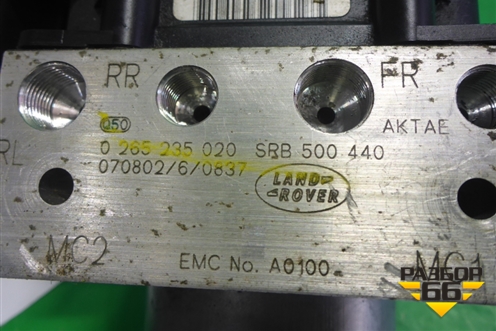 RR FR
Q50 AKTAE
RL 0 265 235 020 SRB 500 440
070802/6/0837
LAND
ROVER
MC2 EMC No. A0100 MC1
РАЗБОР
66